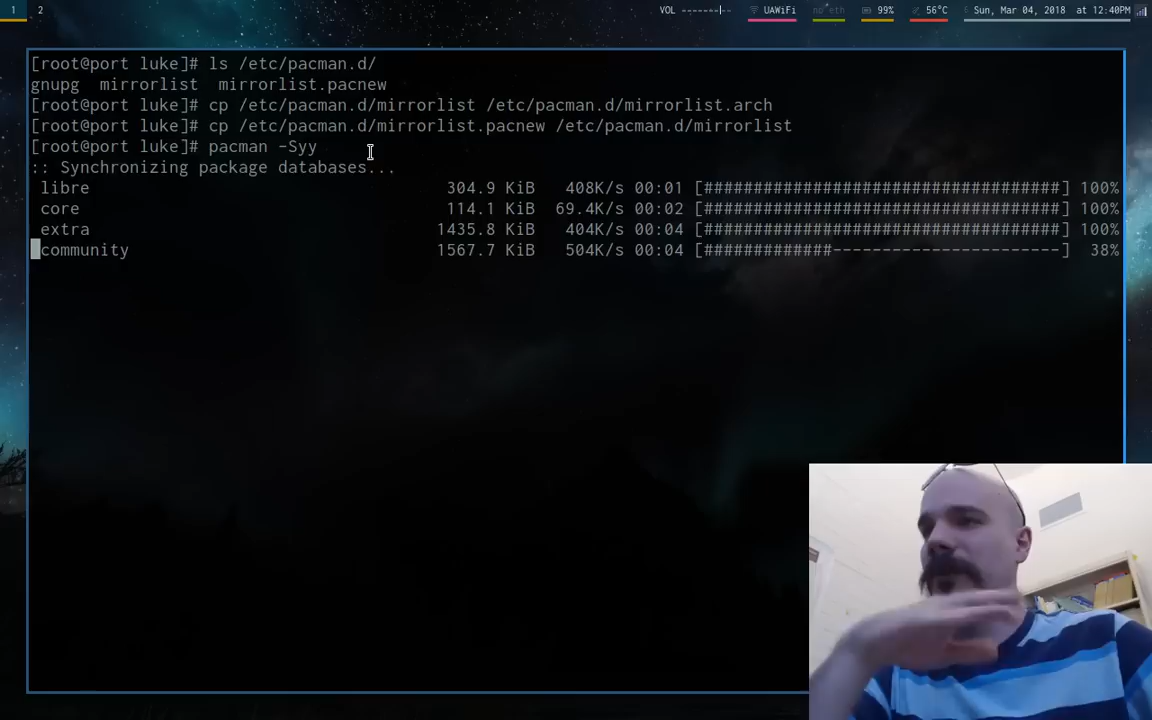 1 2 VOL -------|-- UAWiFi no eth 99% 56°C Sun, Mar 04, 2018 at 12:40PM
[root@port luke]# ls /etc/pacman.d/
gnupg mirrorlist mirrorlist.pacnew
[root@port luke]# cp /etc/pacman.d/mirrorlist /etc/pacman.d/mirrorlist.arch
[root@port luke]# cp /etc/pacman.d/mirrorlist.pacnew /etc/pacman.d/mirrorlist
[root@port luke]# pacman -Syy
:: Synchronizing package databases...
libre 304.9 KiB 408K/s 00:01 [####################################] 100%
core 114.1 KiB 69.4K/s 00:02 [####################################] 100%
extra 1435.8 KiB 404K/s 00:04 [####################################] 100%
community 1567.7 KiB 504K/s 00:04 [#############-----------------------] 38%